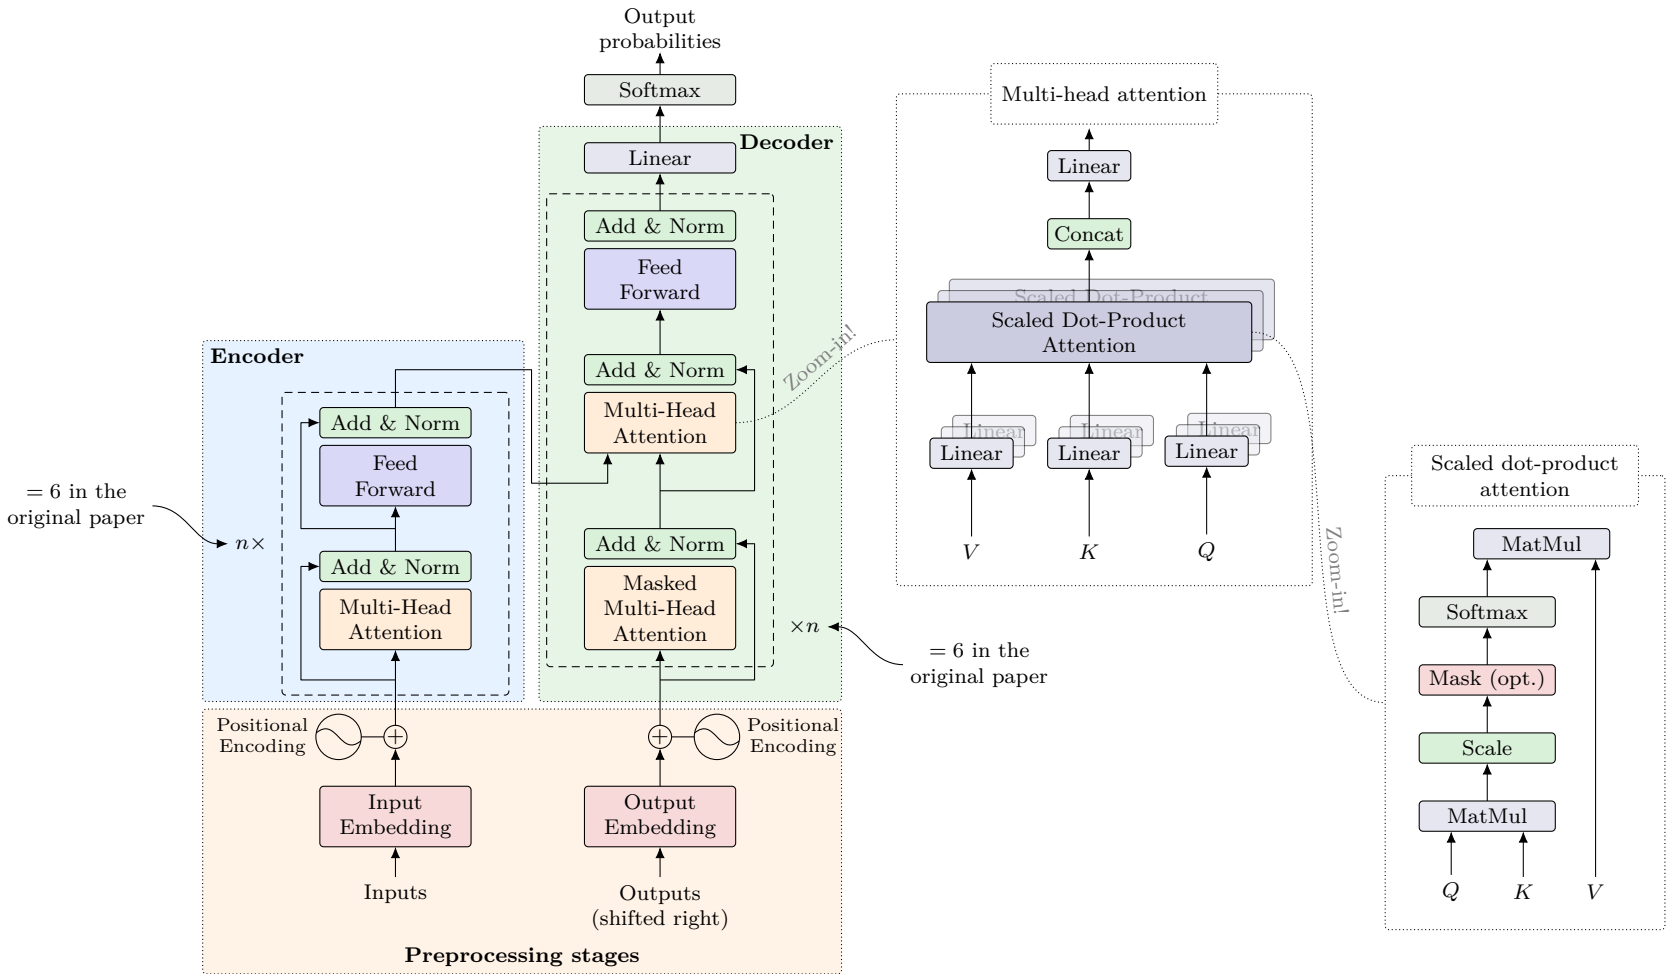 Output
probabilities
Softmax
Decoder
Linear
Add & Norm
Feed
Forward
Add & Norm
Multi-Head
Attention
Add & Norm
Masked
Multi-Head
Attention
×n
= 6 in the
original paper
Encoder
Add & Norm
Feed
Forward
Add & Norm
Multi-Head
Attention
n×
= 6 in the
original paper
Positional
Encoding
+
+
Positional
Encoding
Input
Embedding
Output
Embedding
Inputs
Outputs
(shifted right)
Preprocessing stages
Zoom-in!
Multi-head attention
Linear
Concat
Scaled Dot-Product
Scaled Dot-Product
Attention
Linear
Linear
Linear
Linear
Linear
Linear
V
K
Q
Zoom-in!
Scaled dot-product
attention
MatMul
Softmax
Mask (opt.)
Scale
MatMul
Q
K
V